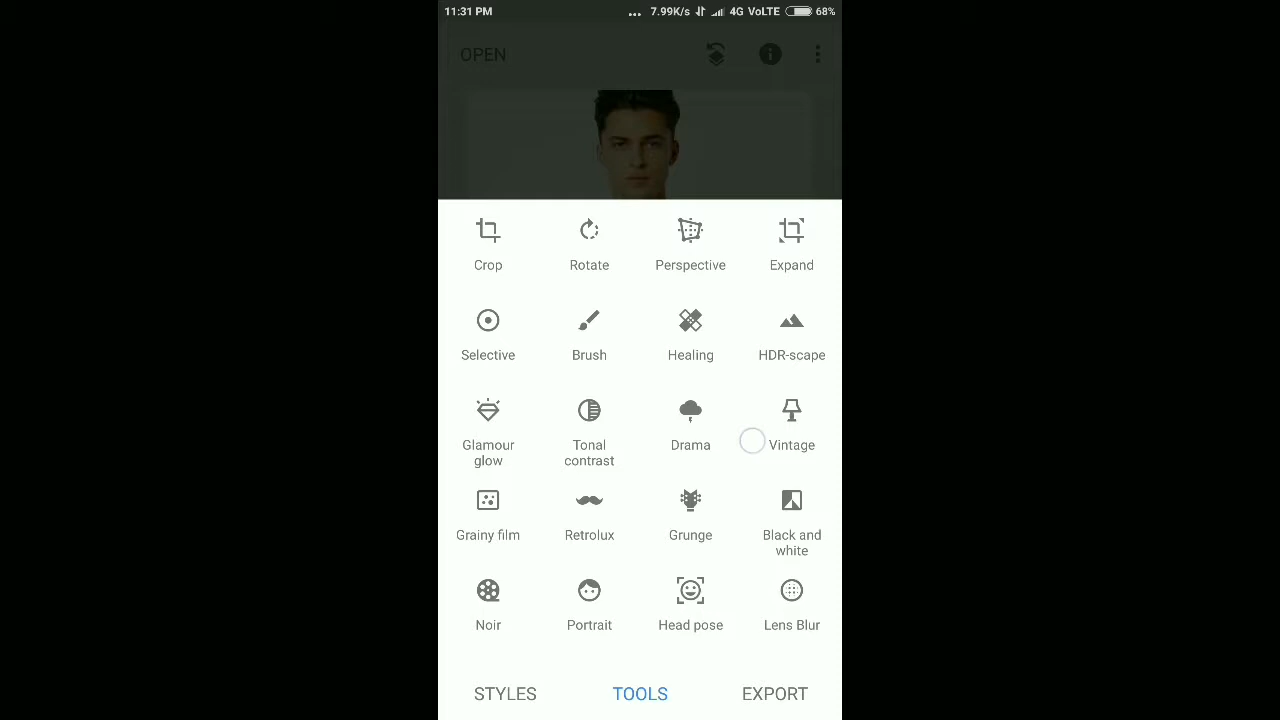 11:31 PM ... 7.99K/s 4G VoLTE 68%
OPEN
Crop Rotate Perspective Expand
Selective Brush Healing HDR-scape
Glamour glow Tonal contrast Drama Vintage
Grainy film Retrolux Grunge Black and white
Noir Portrait Head pose Lens Blur
STYLES TOOLS EXPORT